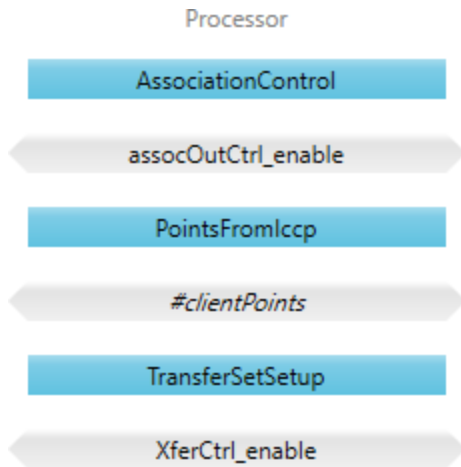 Processor
AssociationControl
assocOutCtrl_enable
PointsFromIccp
#clientPoints
TransferSetSetup
XferCtrl_enable